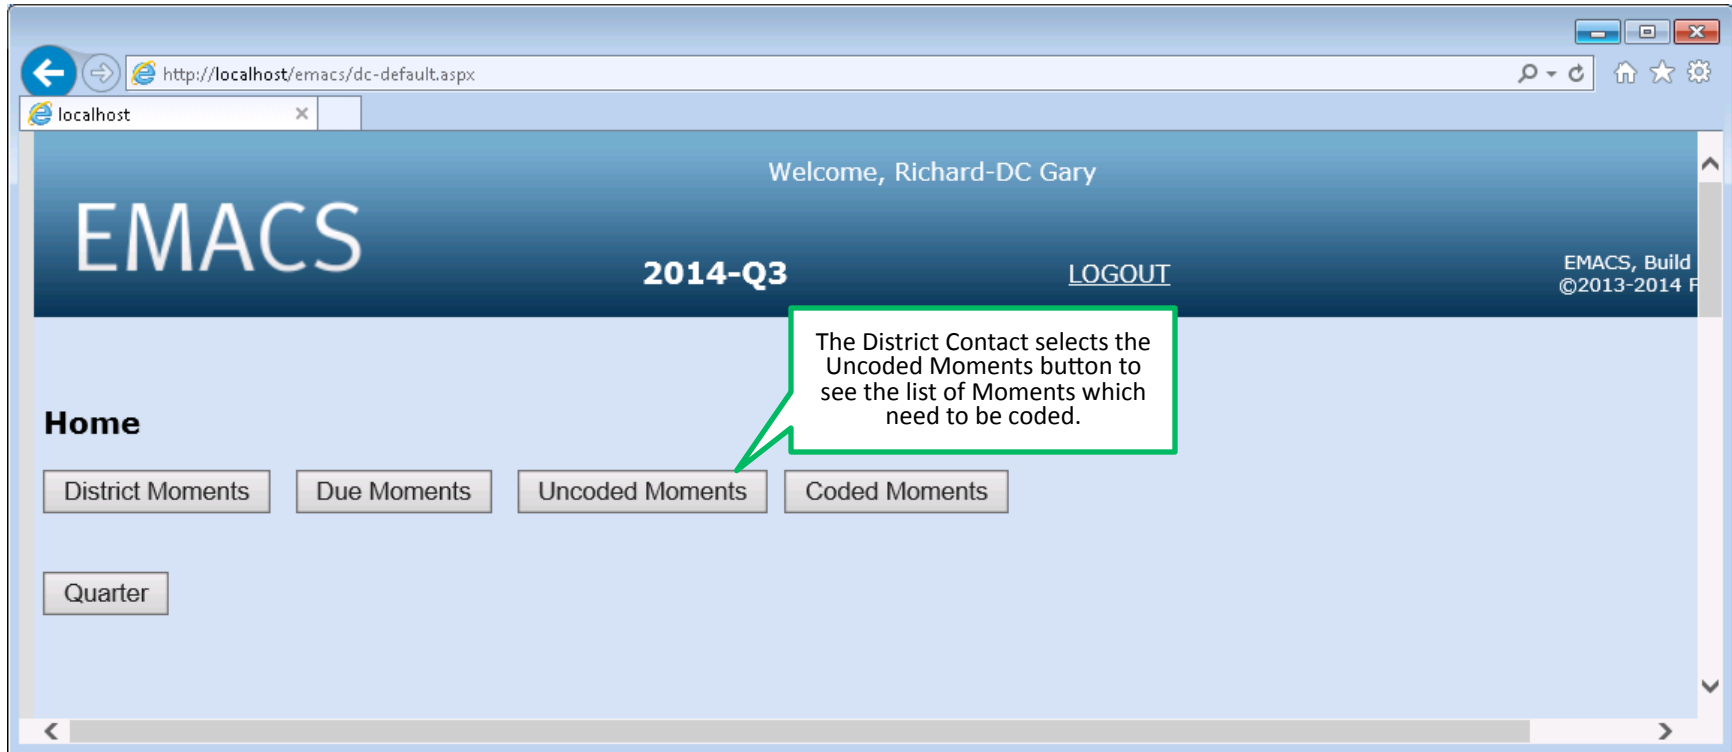 http://localhost/emacs/dc-default.aspx
localhost
Welcome, Richard-DC Gary
EMACS
2014-Q3
LOGOUT
EMACS, Build
©2013-2014 F
The District Contact selects the
Uncoded Moments button to
see the list of Moments which
need to be coded.
Home
District Moments
Due Moments
Uncoded Moments
Coded Moments
Quarter